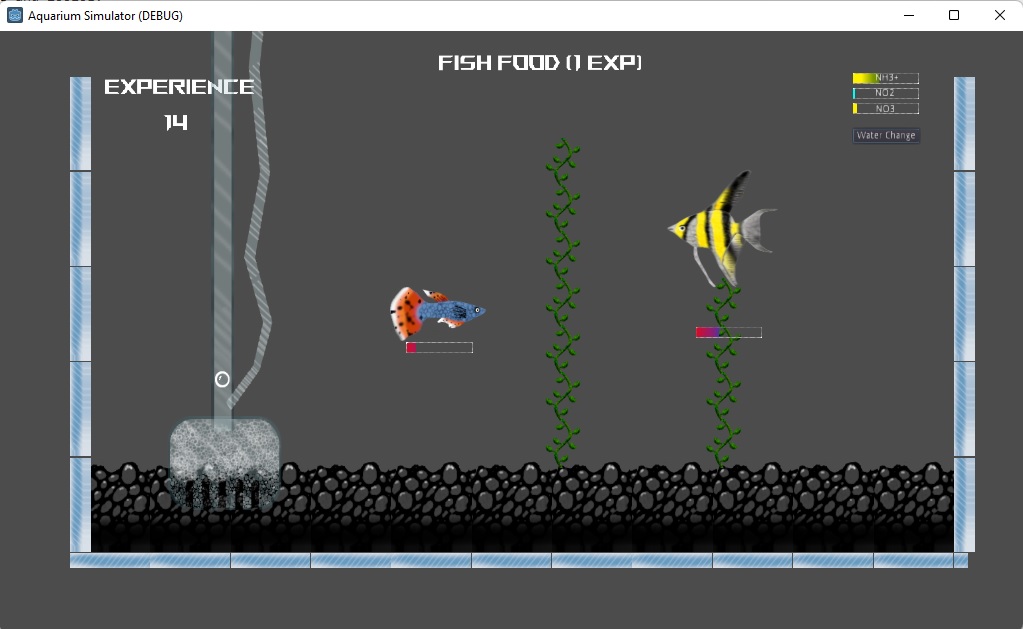 Aquarium Simulator (DEBUG)
FISH FOOD (1 EXP)
EXPERIENCE
14
NH3+
NO2
NO3
Water Change